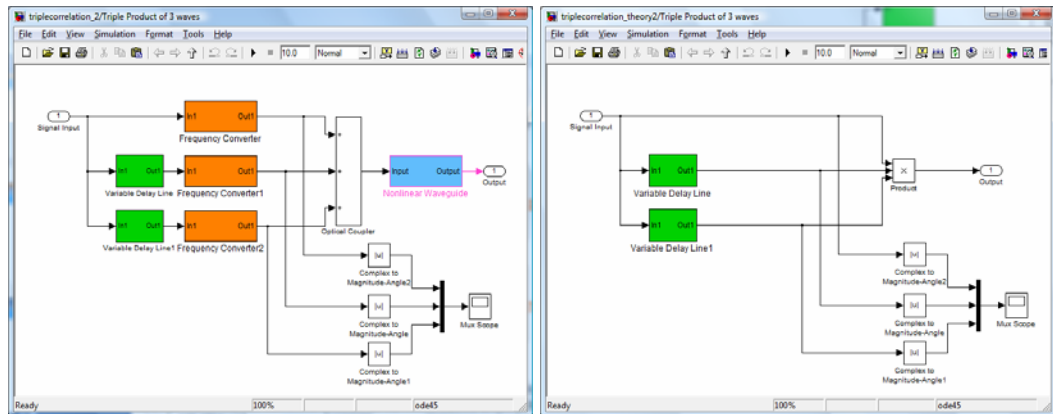 triplecorrelation_2/Triple Product of 3 waves
File Edit View Simulation Format Tools Help
10.0 Normal
1
Signal Input
In1 Out1
Frequency Converter
In1 Out1
Variable Delay Line
In1 Out1
Frequency Converter1
In1 Out1
Variable Delay Line1
In1 Out1
Frequency Converter2
+
+
+
Optical Coupler
Input Output
Nonlinear Waveguide
1
Output
|u|
Complex to
Magnitude-Angle2
|u|
Complex to
Magnitude-Angle
|u|
Complex to
Magnitude-Angle1
Mux Scope
Ready 100% ode45
triplecorrelation_theory2/Triple Product of 3 waves
File Edit View Simulation Format Tools Help
10.0 Normal
1
Signal Input
In1 Out1
Variable Delay Line
In1 Out1
Variable Delay Line1
×
Product
1
Output
|u|
Complex to
Magnitude-Angle2
|u|
Complex to
Magnitude-Angle
|u|
Complex to
Magnitude-Angle1
Mux Scope
Ready 100% ode45